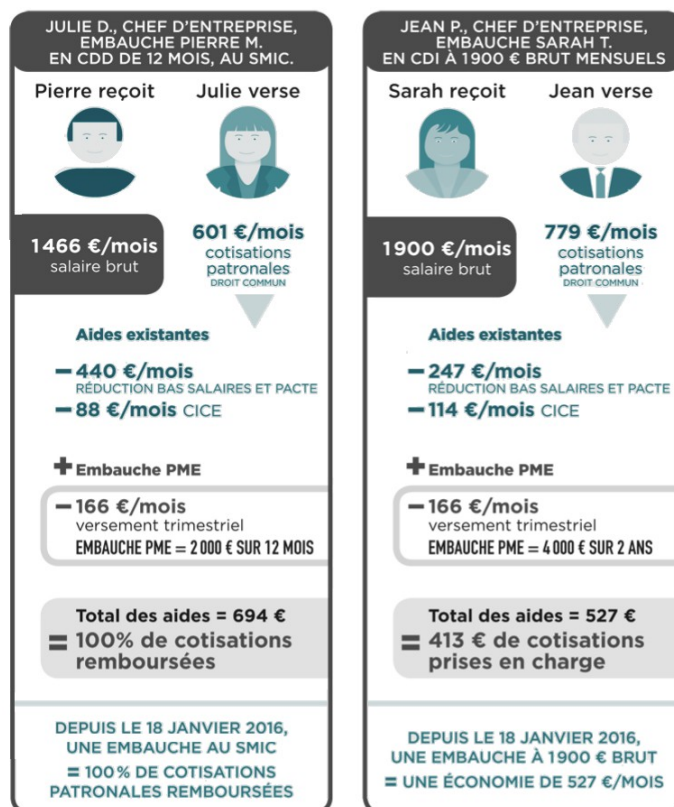 JULIE D., CHEF D'ENTREPRISE,
EMBAUCHE PIERRE M.
EN CDD DE 12 MOIS, AU SMIC.
Pierre reçoit
Julie verse
1466 €/mois
salaire brut
601 €/mois
cotisations
patronales
DROIT COMMUN
Aides existantes
− 440 €/mois
RÉDUCTION BAS SALAIRES ET PACTE
− 88 €/mois CICE
+ Embauche PME
− 166 €/mois
versement trimestriel
EMBAUCHE PME = 2 000 € SUR 12 MOIS
Total des aides = 694 €
= 100% de cotisations
remboursées
DEPUIS LE 18 JANVIER 2016,
UNE EMBAUCHE AU SMIC
= 100 % DE COTISATIONS
PATRONALES REMBOURSÉES
JEAN P., CHEF D'ENTREPRISE,
EMBAUCHE SARAH T.
EN CDI À 1900 € BRUT MENSUELS
Sarah reçoit
Jean verse
1900 €/mois
salaire brut
779 €/mois
cotisations
patronales
DROIT COMMUN
Aides existantes
− 247 €/mois
RÉDUCTION BAS SALAIRES ET PACTE
− 114 €/mois CICE
+ Embauche PME
− 166 €/mois
versement trimestriel
EMBAUCHE PME = 4 000 € SUR 2 ANS
Total des aides = 527 €
= 413 € de cotisations
prises en charge
DEPUIS LE 18 JANVIER 2016,
UNE EMBAUCHE À 1900 € BRUT
= UNE ÉCONOMIE DE 527 €/MOIS